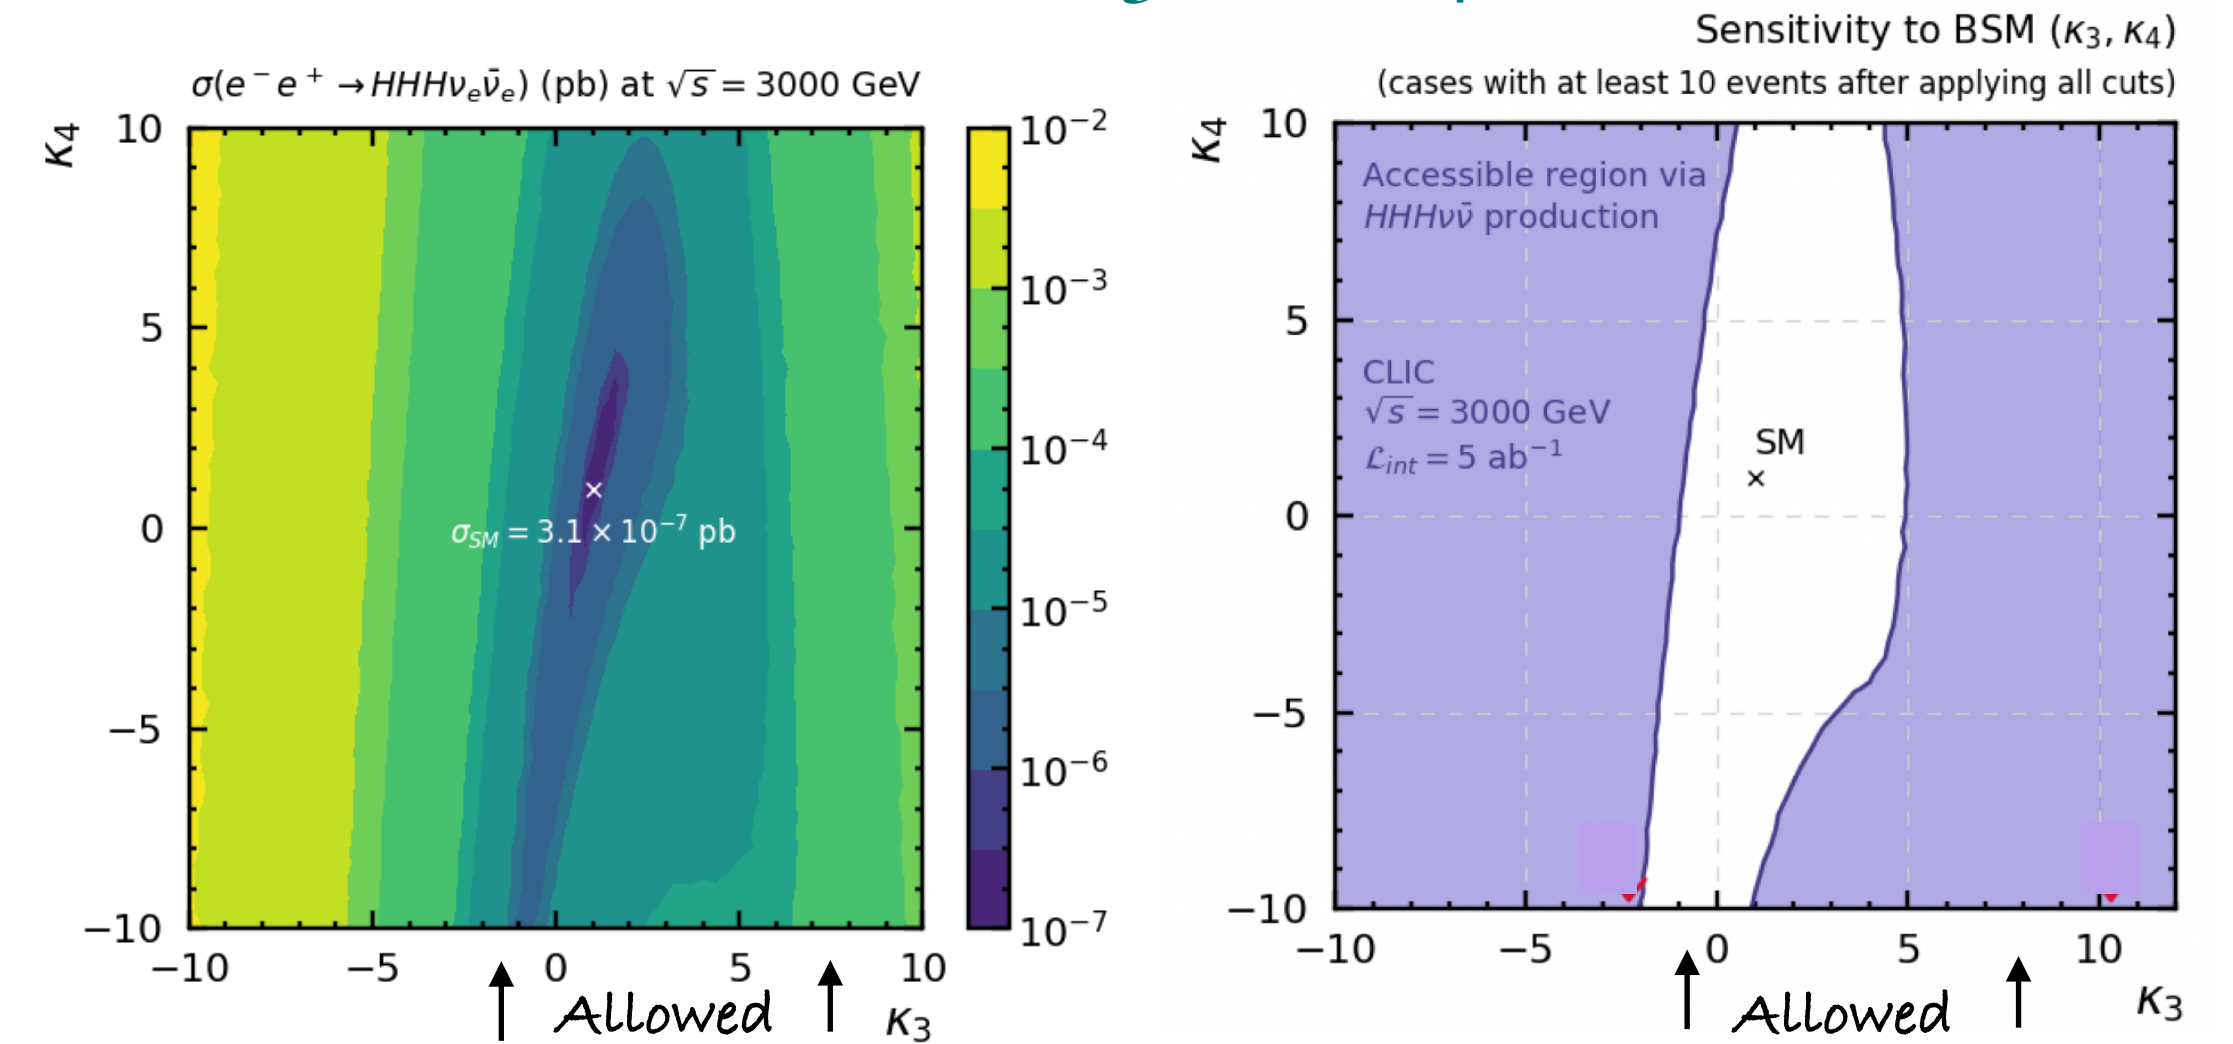 σ(e⁻e⁺ → HHHνₑν̄ₑ) (pb) at √s = 3000 GeV
κ₄
10
5
0
−5
−10
σ_SM = 3.1 × 10⁻⁷ pb
−10 −5 0 5 10
κ₃
Allowed
10⁻²
10⁻³
10⁻⁴
10⁻⁵
10⁻⁶
10⁻⁷
Sensitivity to BSM (κ₃, κ₄)
(cases with at least 10 events after applying all cuts)
κ₄
10
5
0
−5
−10
Accessible region via
HHHνν̄ production
CLIC
√s = 3000 GeV
ℒ_int = 5 ab⁻¹
SM
−10 −5 0 5 10
κ₃
Allowed